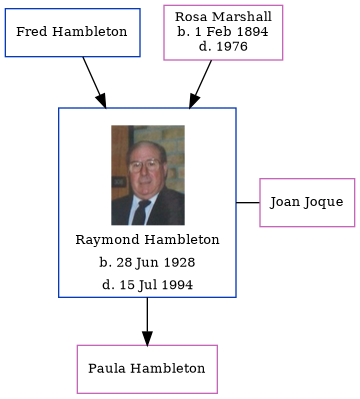 Fred Hambleton
Rosa Marshall
b. 1 Feb 1894
d. 1976
Raymond Hambleton
b. 28 Jun 1928
d. 15 Jul 1994
Joan Joque
Paula Hambleton